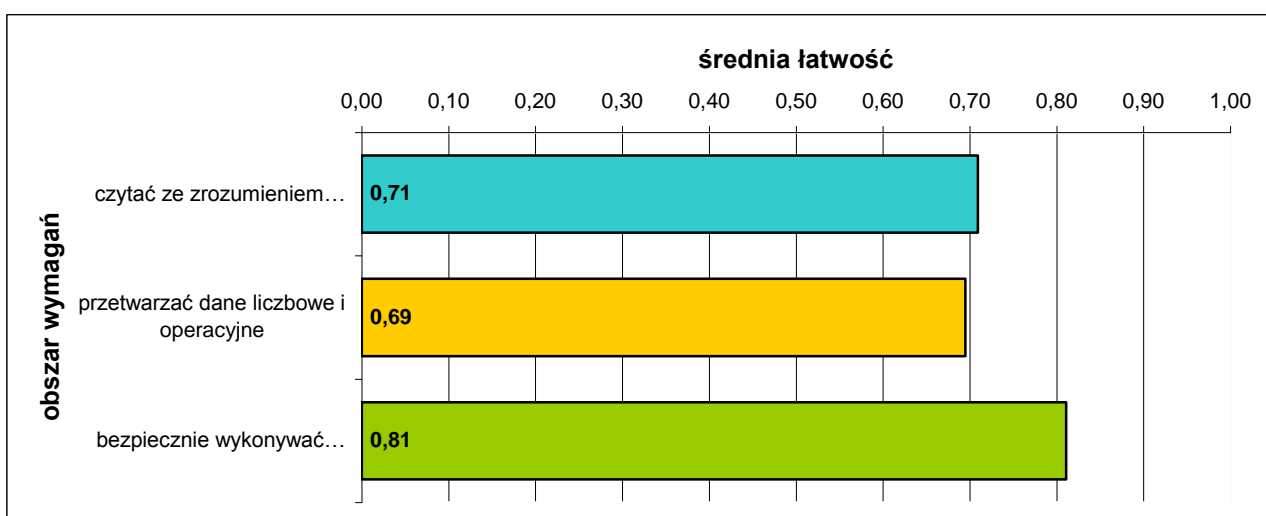 średnia łatwość
0,00 0,10 0,20 0,30 0,40 0,50 0,60 0,70 0,80 0,90 1,00
obszar wymagań
czytać ze zrozumieniem…
0,71
przetwarzać dane liczbowe i
operacyjne
0,69
bezpiecznie wykonywać…
0,81